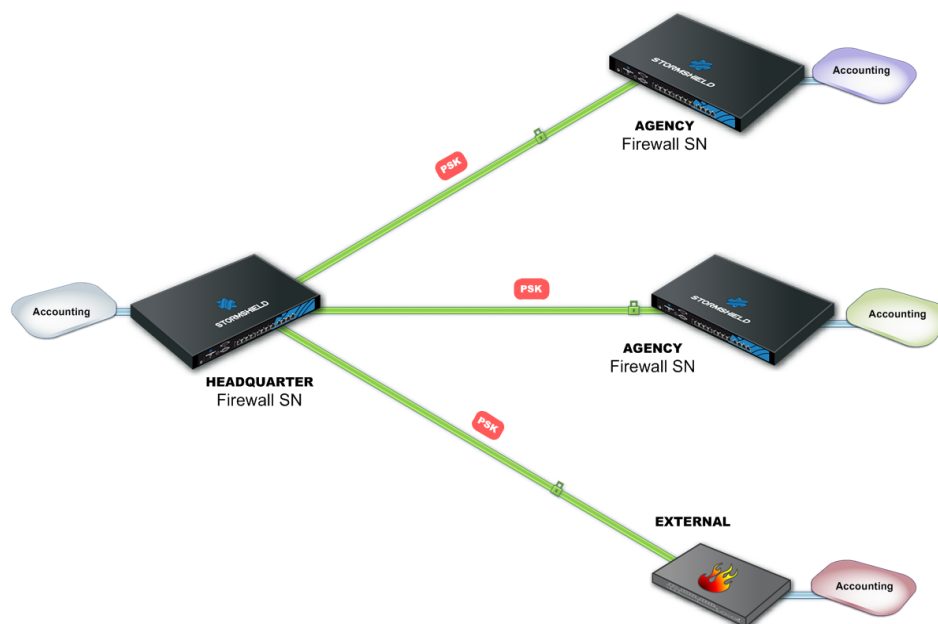 STORMSHIELD
Accounting
AGENCY
Firewall SN
PSK
Accounting
STORMSHIELD
HEADQUARTER
Firewall SN
PSK
STORMSHIELD
Accounting
AGENCY
Firewall SN
PSK
EXTERNAL
Accounting